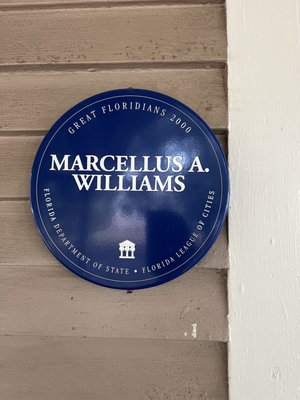 GREAT FLORIDIANS 2000
MARCELLUS A.
WILLIAMS
FLORIDA DEPARTMENT OF STATE • FLORIDA LEAGUE OF CITIES